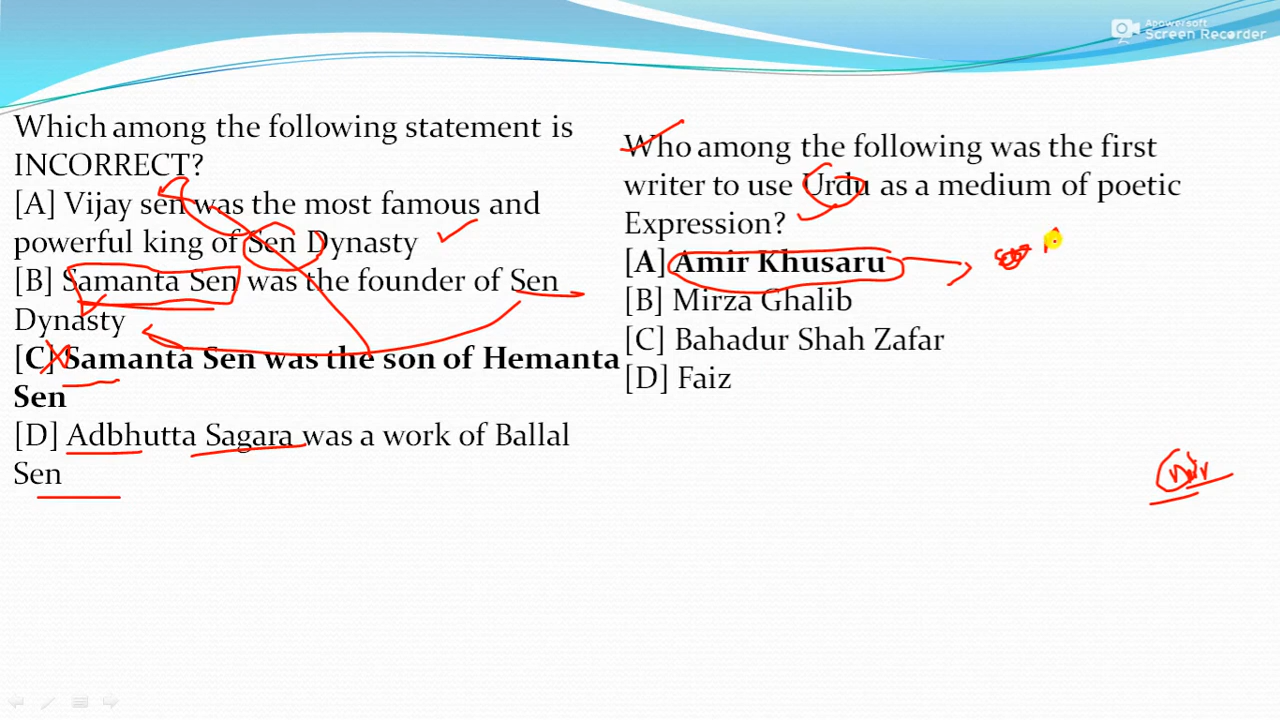 Apowersoft
Screen Recorder
Which among the following statement is
INCORRECT?
[A] Vijay sen was the most famous and
powerful king of Sen Dynasty
[B] Samanta Sen was the founder of Sen
Dynasty
[C] Samanta Sen was the son of Hemanta
Sen
[D] Adbhutta Sagara was a work of Ballal
Sen
Who among the following was the first
writer to use Urdu as a medium of poetic
Expression?
[A] Amir Khusaru
[B] Mirza Ghalib
[C] Bahadur Shah Zafar
[D] Faiz